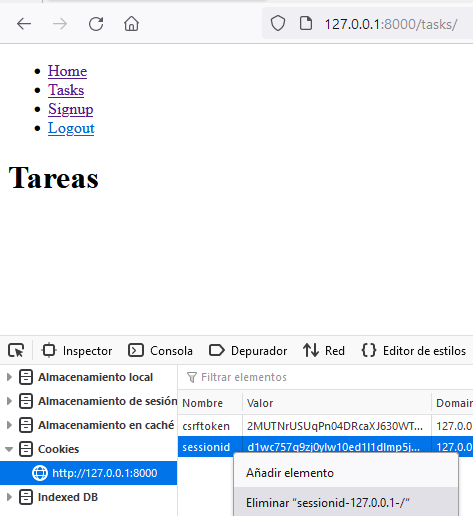 127.0.0.1:8000/tasks/
Home
Tasks
Signup
Logout
Tareas
Inspector
Consola
Depurador
Red
Editor de estilos
Almacenamiento local
Almacenamiento de sesión
Almacenamiento en caché
Cookies
http://127.0.0.1:8000
Indexed DB
Filtrar elementos
Nombre Valor Domain
csrftoken 2MUTNrUSUqPn04DRcaXJ630WT... 127.0.0
sessionid d1wc757q9zj0ylw10ed1l1dlmp5j... 127.0.0
Añadir elemento
Eliminar “sessionid-127.0.0.1-/”